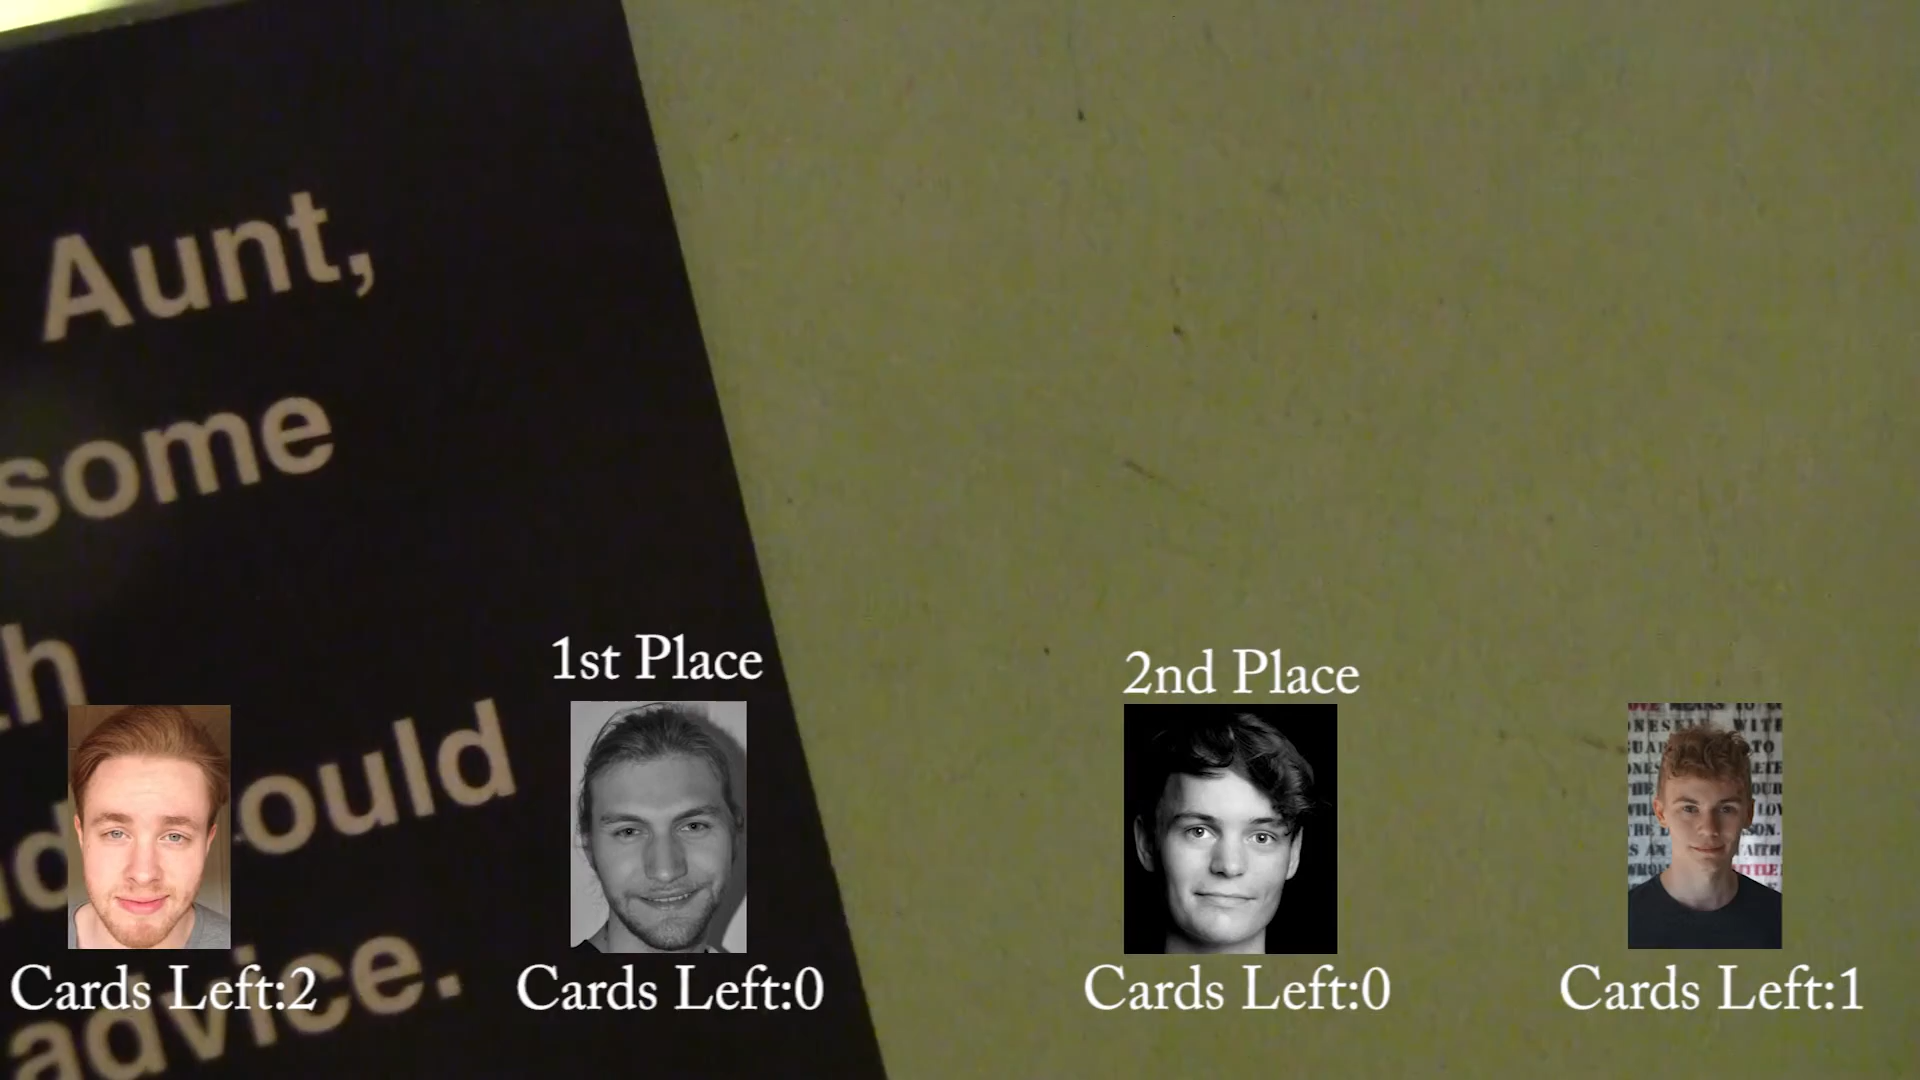 Aunt,
some
th
ould
advice.
1st Place
2nd Place
Cards Left:2
Cards Left:0
Cards Left:0
Cards Left:1